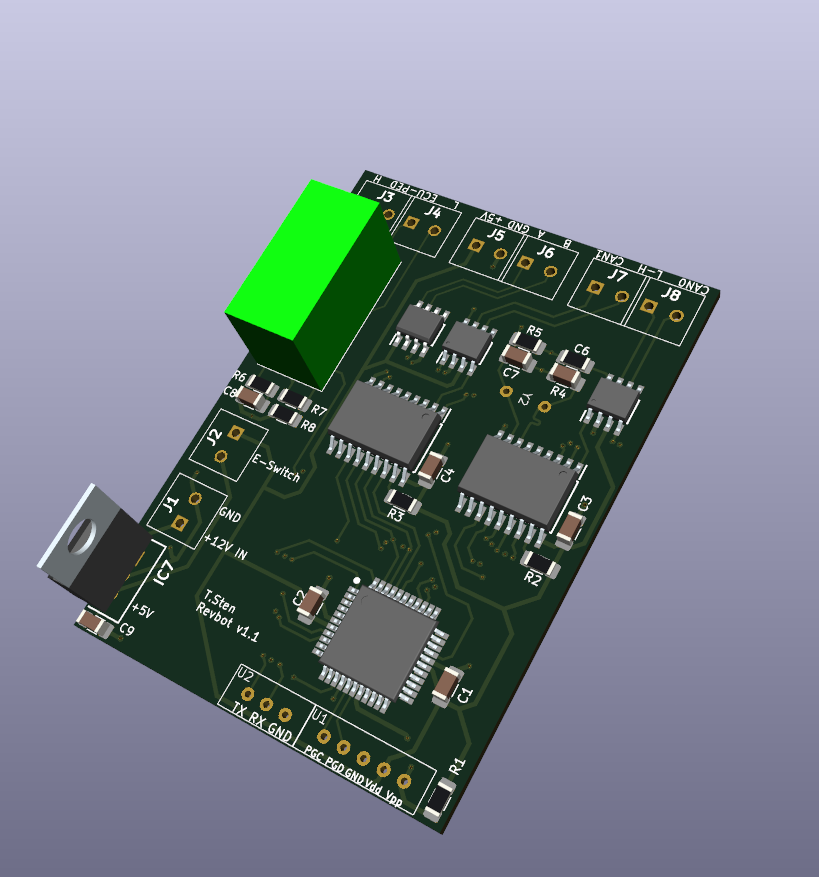 H ECU-PED L
J3
J4
+5V GND A B
J5
J6
CAN1 L-H CAN0
J7
J8
R5
C6
C7
R4
Y2
R6
C8
R7
R8
J2
E-Switch
C4
R3
C3
R2
J1
GND
+12V IN
IC7
+5V
C9
T.Sten
Revbot v1.1
C2
C1
U2
TX RX GND
U1
PGC PGD GND Vdd Vpp
R1